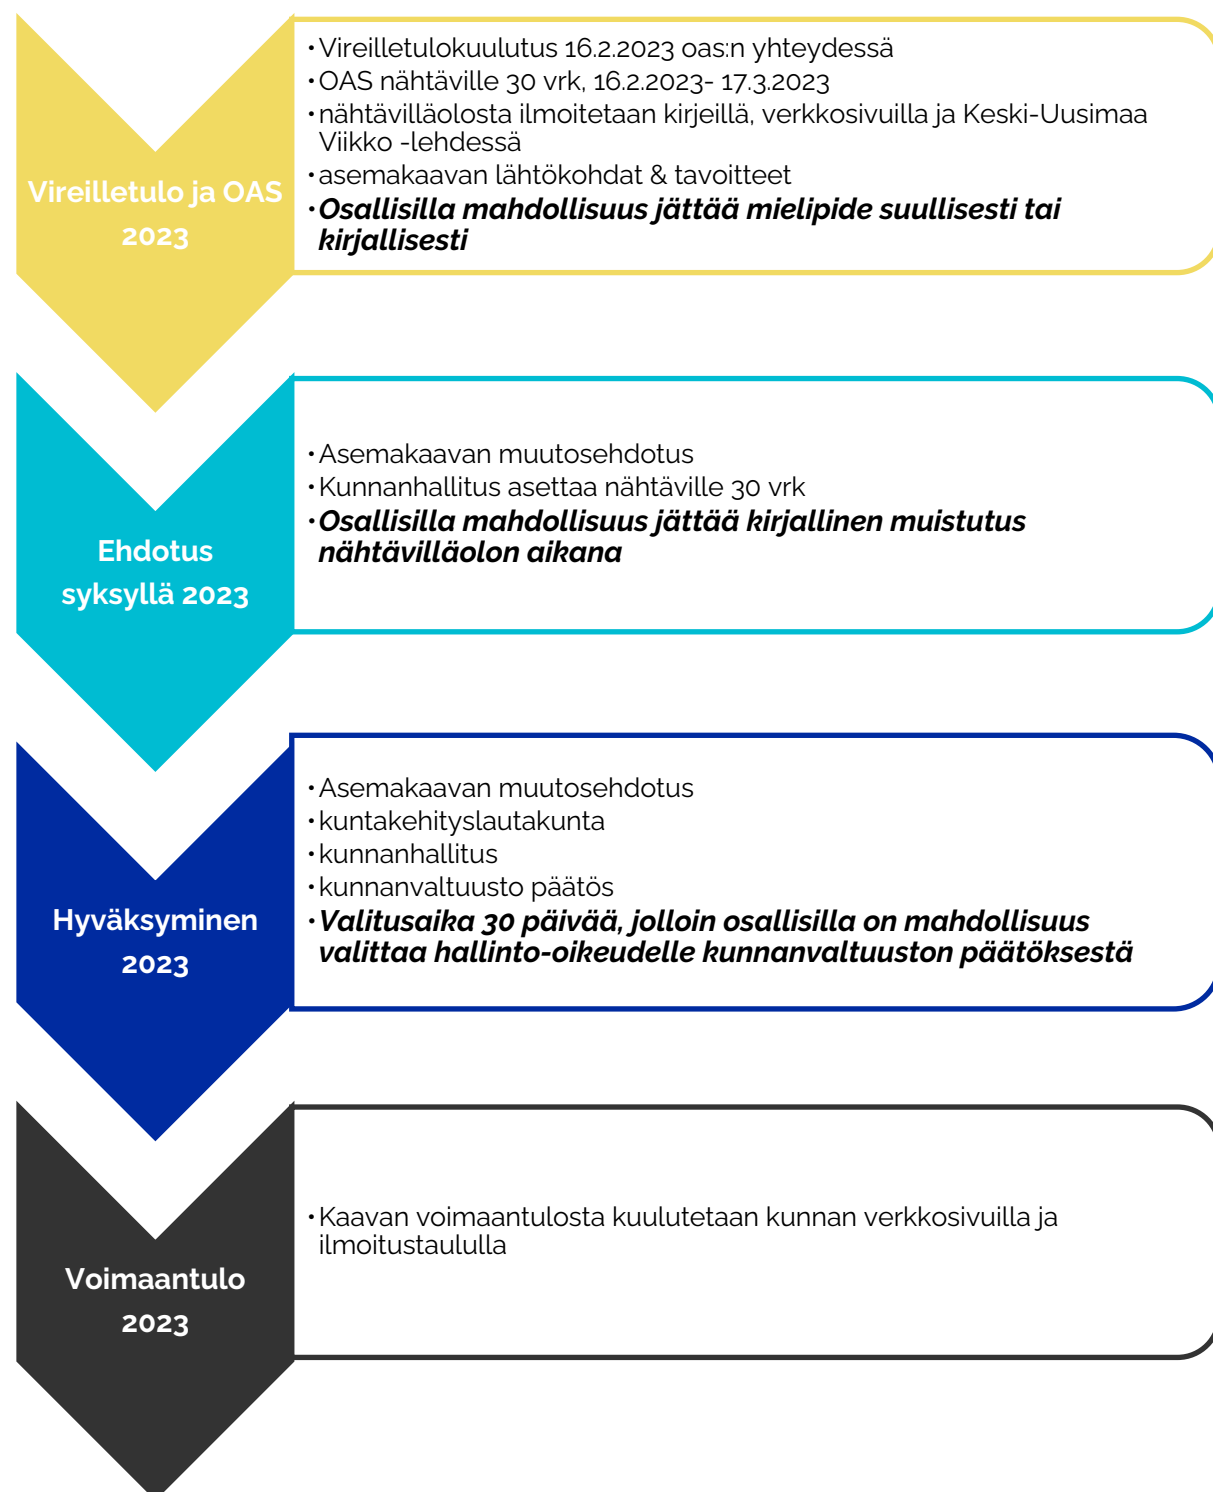 Vireilletulo ja OAS
2023
•Vireilletulokuulutus 16.2.2023 oas:n yhteydessä
•OAS nähtäville 30 vrk, 16.2.2023- 17.3.2023
•nähtävilläolosta ilmoitetaan kirjeillä, verkkosivuilla ja Keski-Uusimaa
Viikko -lehdessä
•asemakaavan lähtökohdat & tavoitteet
•Osallisilla mahdollisuus jättää mielipide suullisesti tai
kirjallisesti
Ehdotus
syksyllä 2023
•Asemakaavan muutosehdotus
•Kunnanhallitus asettaa nähtäville 30 vrk
•Osallisilla mahdollisuus jättää kirjallinen muistutus
nähtävilläolon aikana
Hyväksyminen
2023
•Asemakaavan muutosehdotus
•kuntakehityslautakunta
•kunnanhallitus
•kunnanvaltuusto päätös
•Valitusaika 30 päivää, jolloin osallisilla on mahdollisuus
valittaa hallinto-oikeudelle kunnanvaltuuston päätöksestä
Voimaantulo
2023
•Kaavan voimaantulosta kuulutetaan kunnan verkkosivuilla ja
ilmoitustaululla